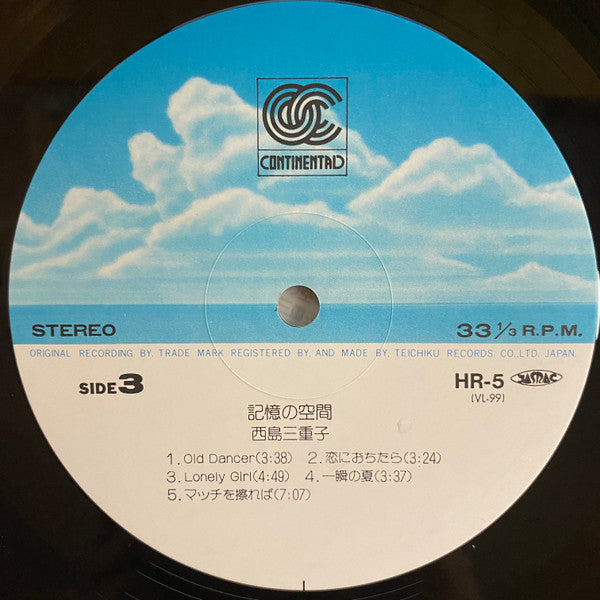 CONTINENTAL
STEREO
33 1/3 R.P.M.
ORIGINAL RECORDING BY. TRADE MARK REGISTERED BY. AND MADE BY, TEICHIKU RECORDS CO., LTD. JAPAN.
SIDE 3
HR-5 JASRAC
(VL-99)
記憶の空間
西島三重子
1. Old Dancer(3:38) 2. 恋におちたら(3:24)
3. Lonely Girl(4:49) 4. 一瞬の夏(3:37)
5. マッチを擦れば(7:07)